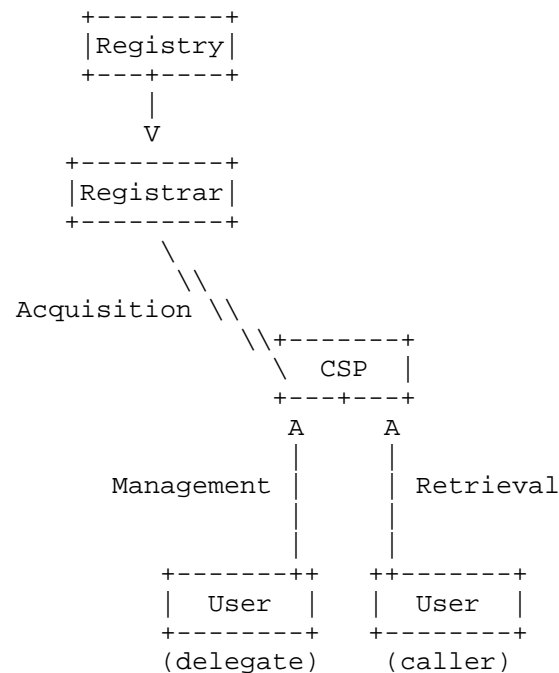 +--------+
|Registry|
+---+----+
|
V
+---------+
|Registrar|
+---------+
\
\\
Acquisition \\
\\+-------+
\ CSP |
+---+---+
A A
| |
Management | | Retrieval
| |
| |
+-------++ ++-------+
| User | | User |
+--------+ +--------+
(delegate) (caller)